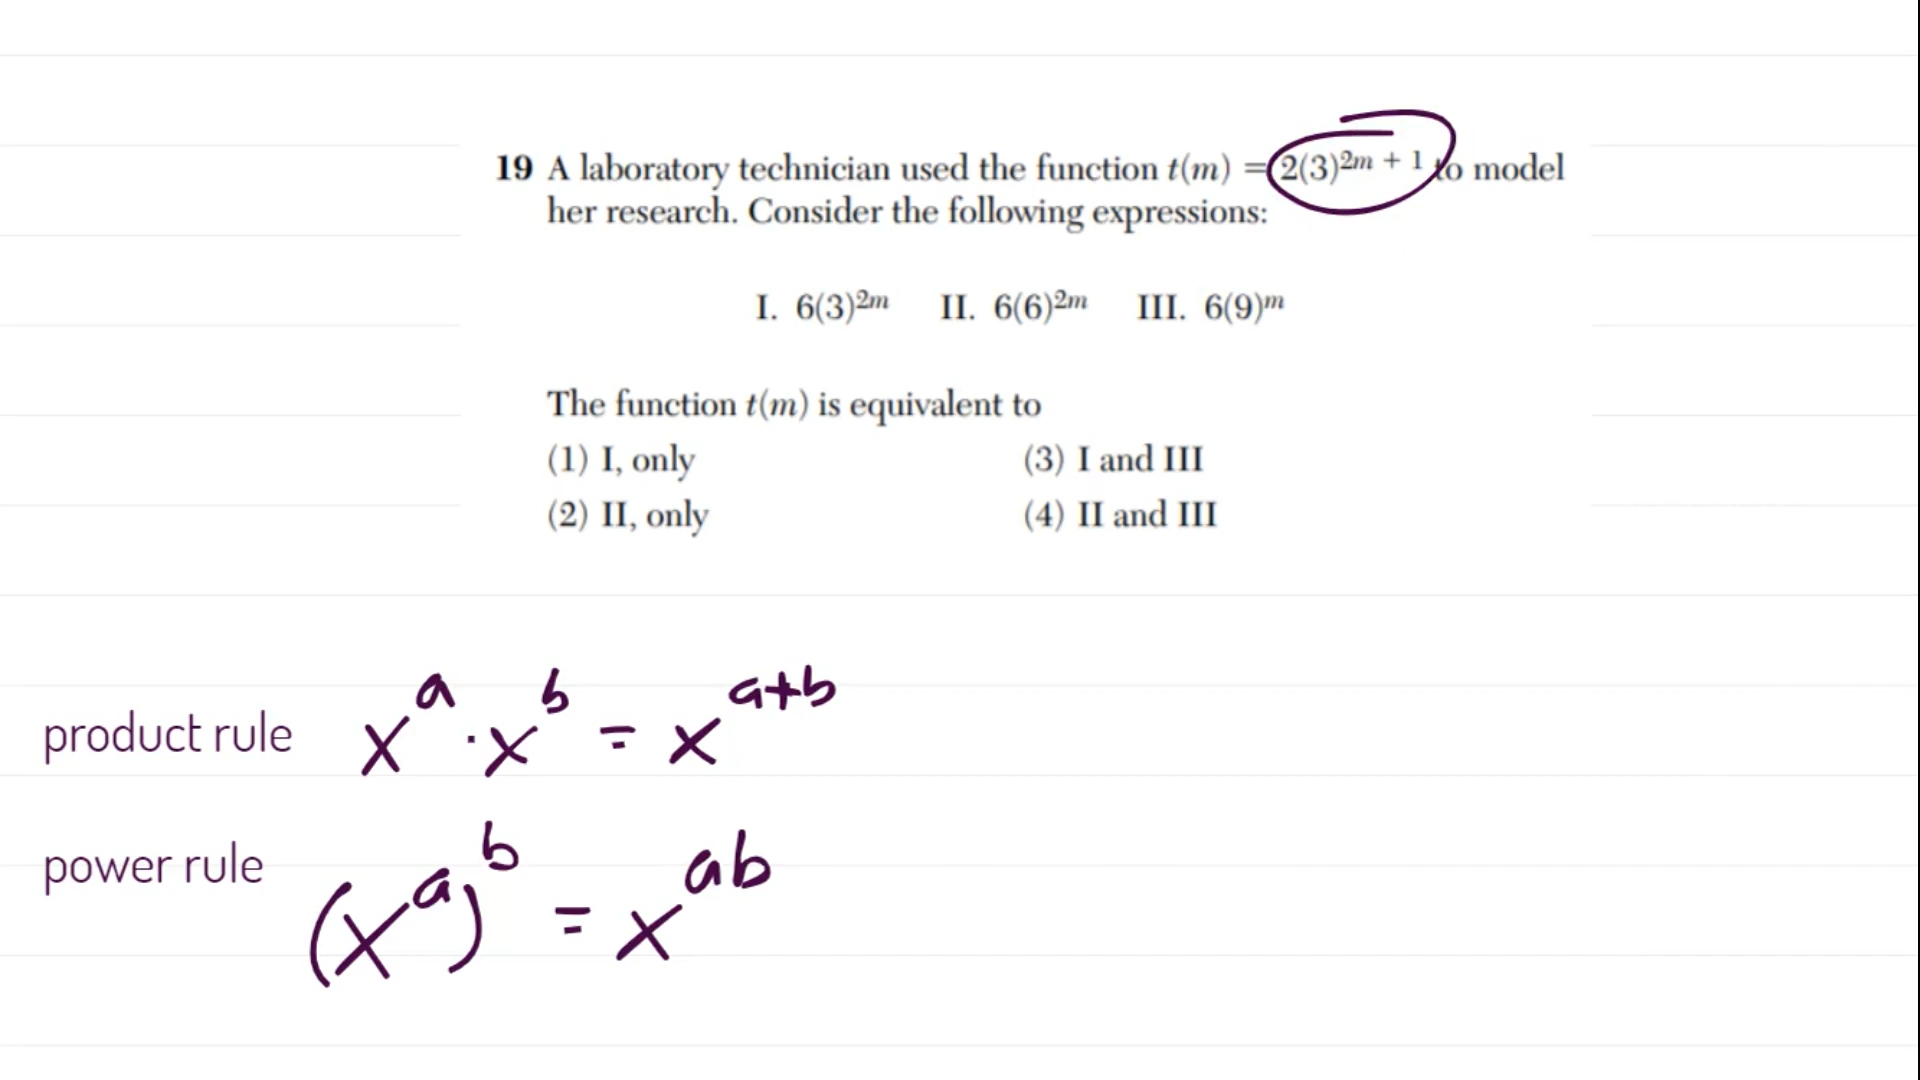 19 A laboratory technician used the function t(m) = 2(3)^{2m + 1} to model
her research. Consider the following expressions:
I. 6(3)^{2m} II. 6(6)^{2m} III. 6(9)^m
The function t(m) is equivalent to
(1) I, only (3) I and III
(2) II, only (4) II and III
product rule x^a · x^b = x^{a+b}
power rule (x^a)^b = x^{ab}